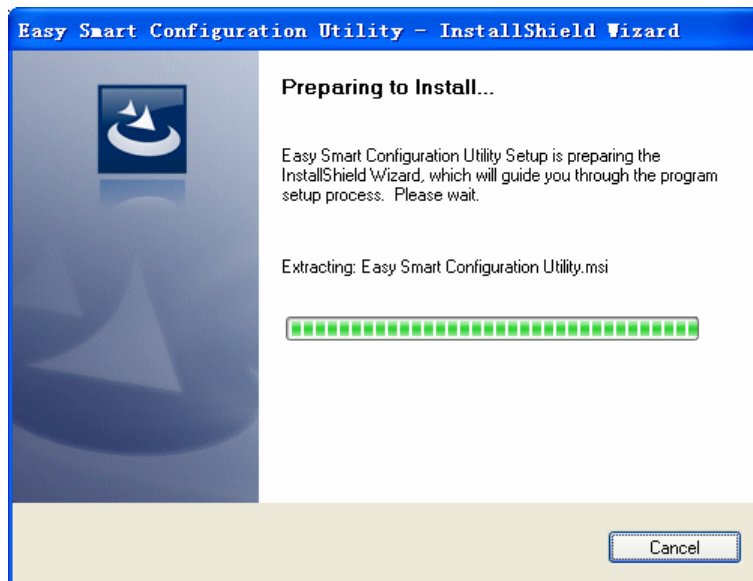 Easy Smart Configuration Utility - InstallShield Wizard
Preparing to Install...
Easy Smart Configuration Utility Setup is preparing the
InstallShield Wizard, which will guide you through the program
setup process. Please wait.
Extracting: Easy Smart Configuration Utility.msi
Cancel